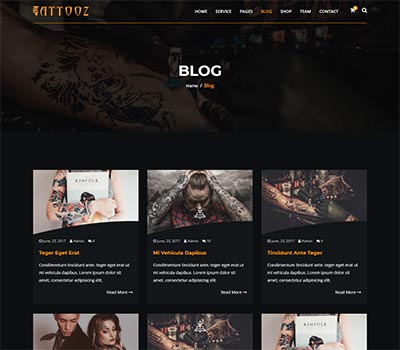 TATTOOZ
HOME SERVICE PAGES BLOG SHOP TEAM CONTACT
BLOG
Home / Blog
KINFOLK
June, 23, 2017 Admin 4
Teger Eget Erat
Condimentum tincidunt ante. teger eget erat ut mi vehicula dapibus. Lorem ipsum dolor sit amet, consectetur adipisicing elit.
Read More
June, 23, 2017 Admin 10
Mi Vehicula Dapibus
Condimentum tincidunt ante. teger eget erat ut mi vehicula dapibus. Lorem ipsum dolor sit amet, consectetur adipisicing elit.
Read More
June, 23, 2017 Admin 4
Tincidunt Ante Teger
Condimentum tincidunt ante. teger eget erat ut mi vehicula dapibus. Lorem ipsum dolor sit amet, consectetur adipisicing elit.
Read More
KINFOLK